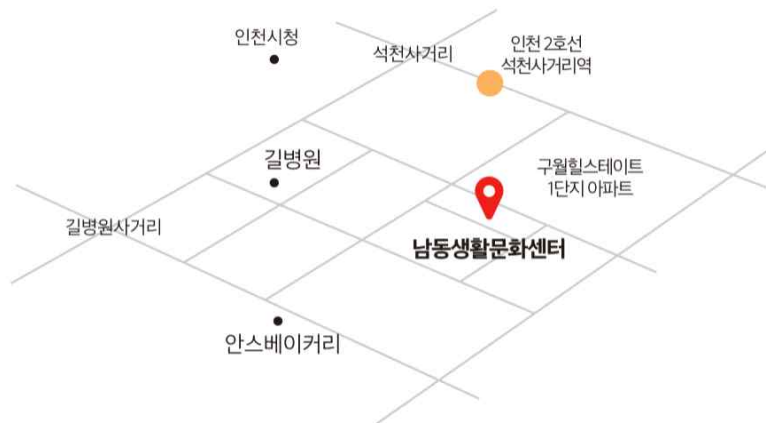 인천시청
석천사거리
인천 2호선
석천사거리역
길병원
구월힐스테이트
1단지 아파트
길병원사거리
남동생활문화센터
안스베이커리